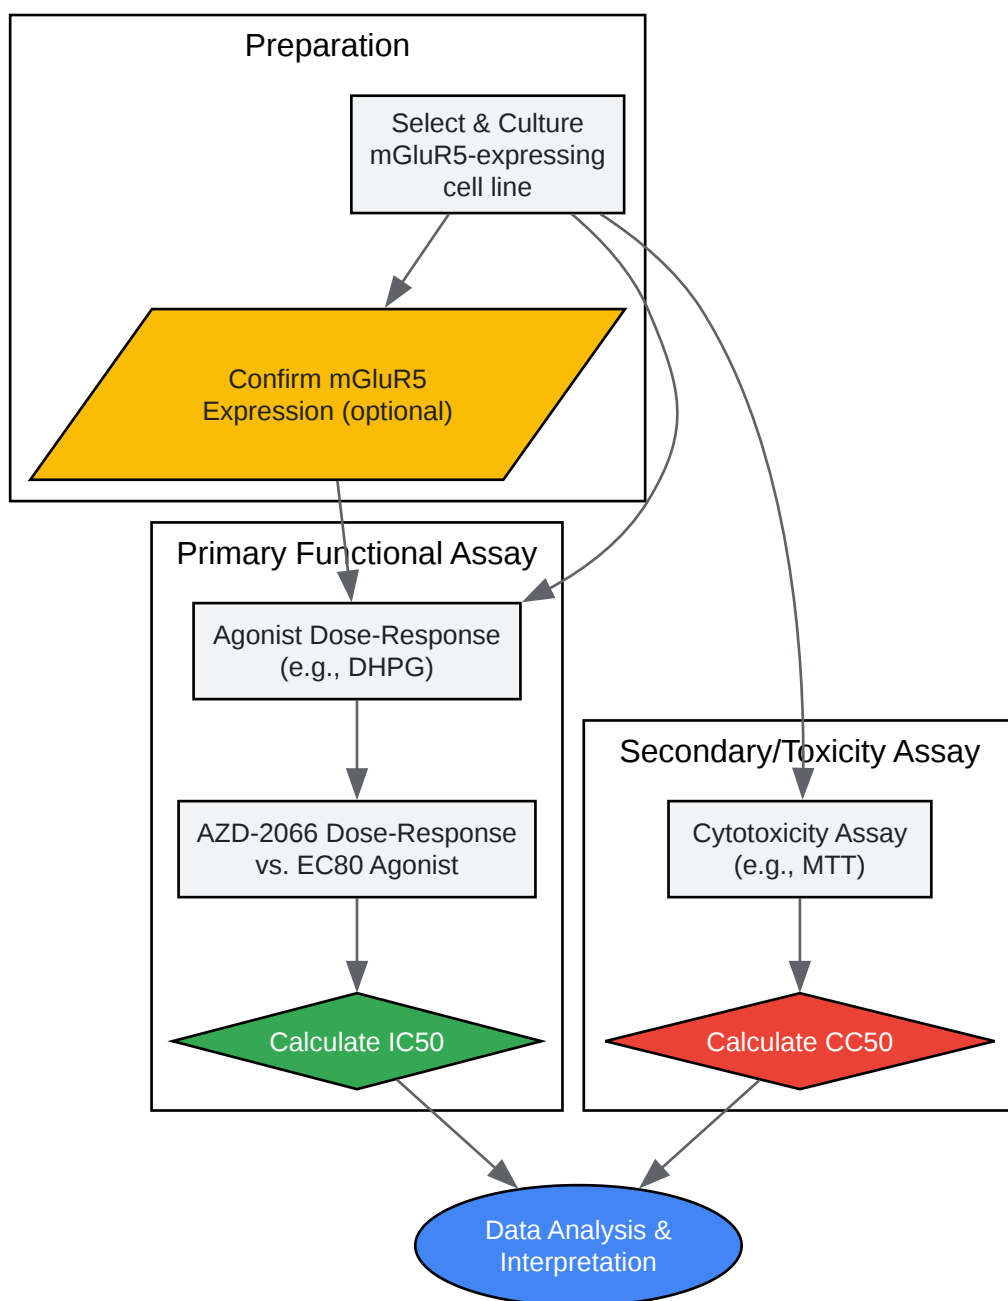 Preparation
Select & Culture
mGluR5-expressing
cell line
Confirm mGluR5
Expression (optional)
Primary Functional Assay
Agonist Dose-Response
(e.g., DHPG)
AZD-2066 Dose-Response
vs. EC80 Agonist
Calculate IC50
Secondary/Toxicity Assay
Cytotoxicity Assay
(e.g., MTT)
Calculate CC50
Data Analysis &
Interpretation